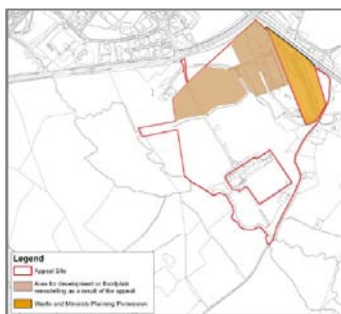 Legend
Appeal Site
Area for development or floodplain
remodelling as a result of the appeal
Waste and Minerals Planning Permission